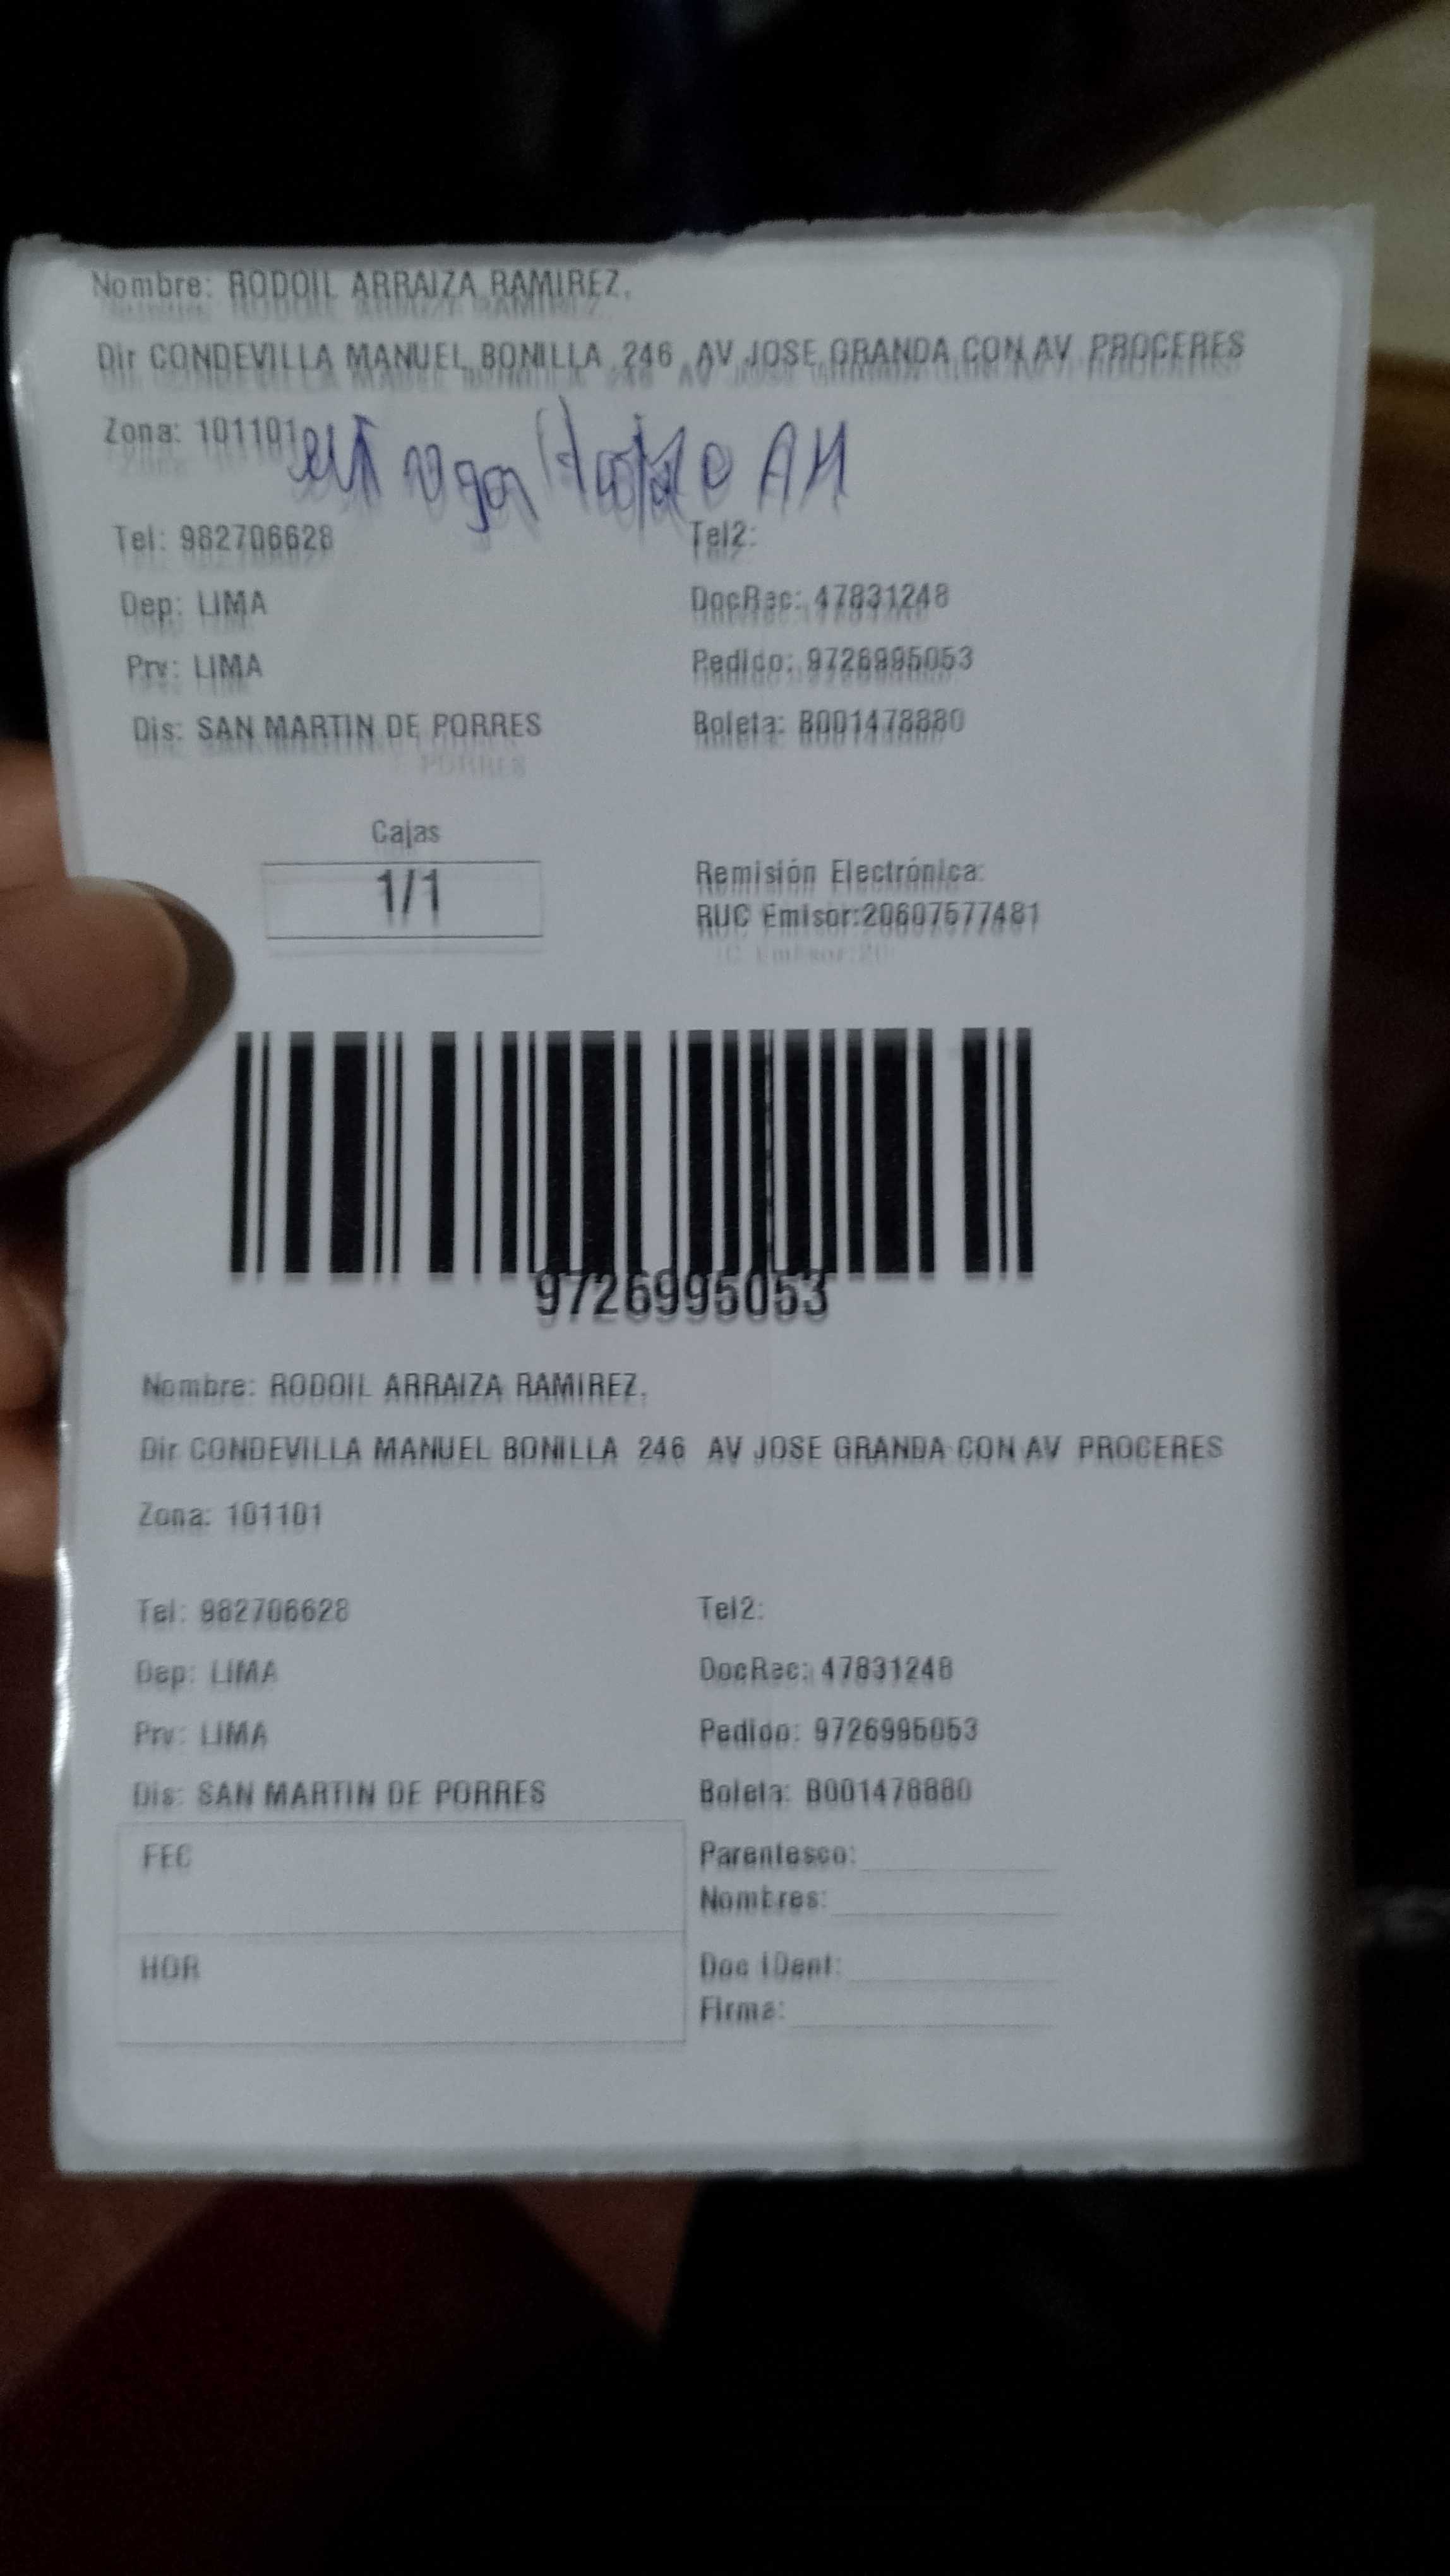 Nombre: RODOIL ARRAIZA RAMIREZ.
Dir CONDEVILLA MANUEL BONILLA 246 AV JOSE GRANDA CON AV PROCERES
Zona: 101101
Tel: 982706628 Tel2:
Dep: LIMA DocRec: 47831248
Prv: LIMA Pedido: 9726995053
Dis: SAN MARTIN DE PORRES Boleta: B001478880
Cajas
1/1
Remisión Electrónica:
RUC Emisor:20607577481
9726995053
Nombre: RODOIL ARRAIZA RAMIREZ.
Dir CONDEVILLA MANUEL BONILLA 246 AV JOSE GRANDA CON AV PROCERES
Zona: 101101
Tel: 982706628 Tel2:
Dep: LIMA DocRec: 47831248
Prv: LIMA Pedido: 9726995053
Dis: SAN MARTIN DE PORRES Boleta: B001478880
FEC Parentesco:
Nombres:
HOR Doc iDent:
Firma: